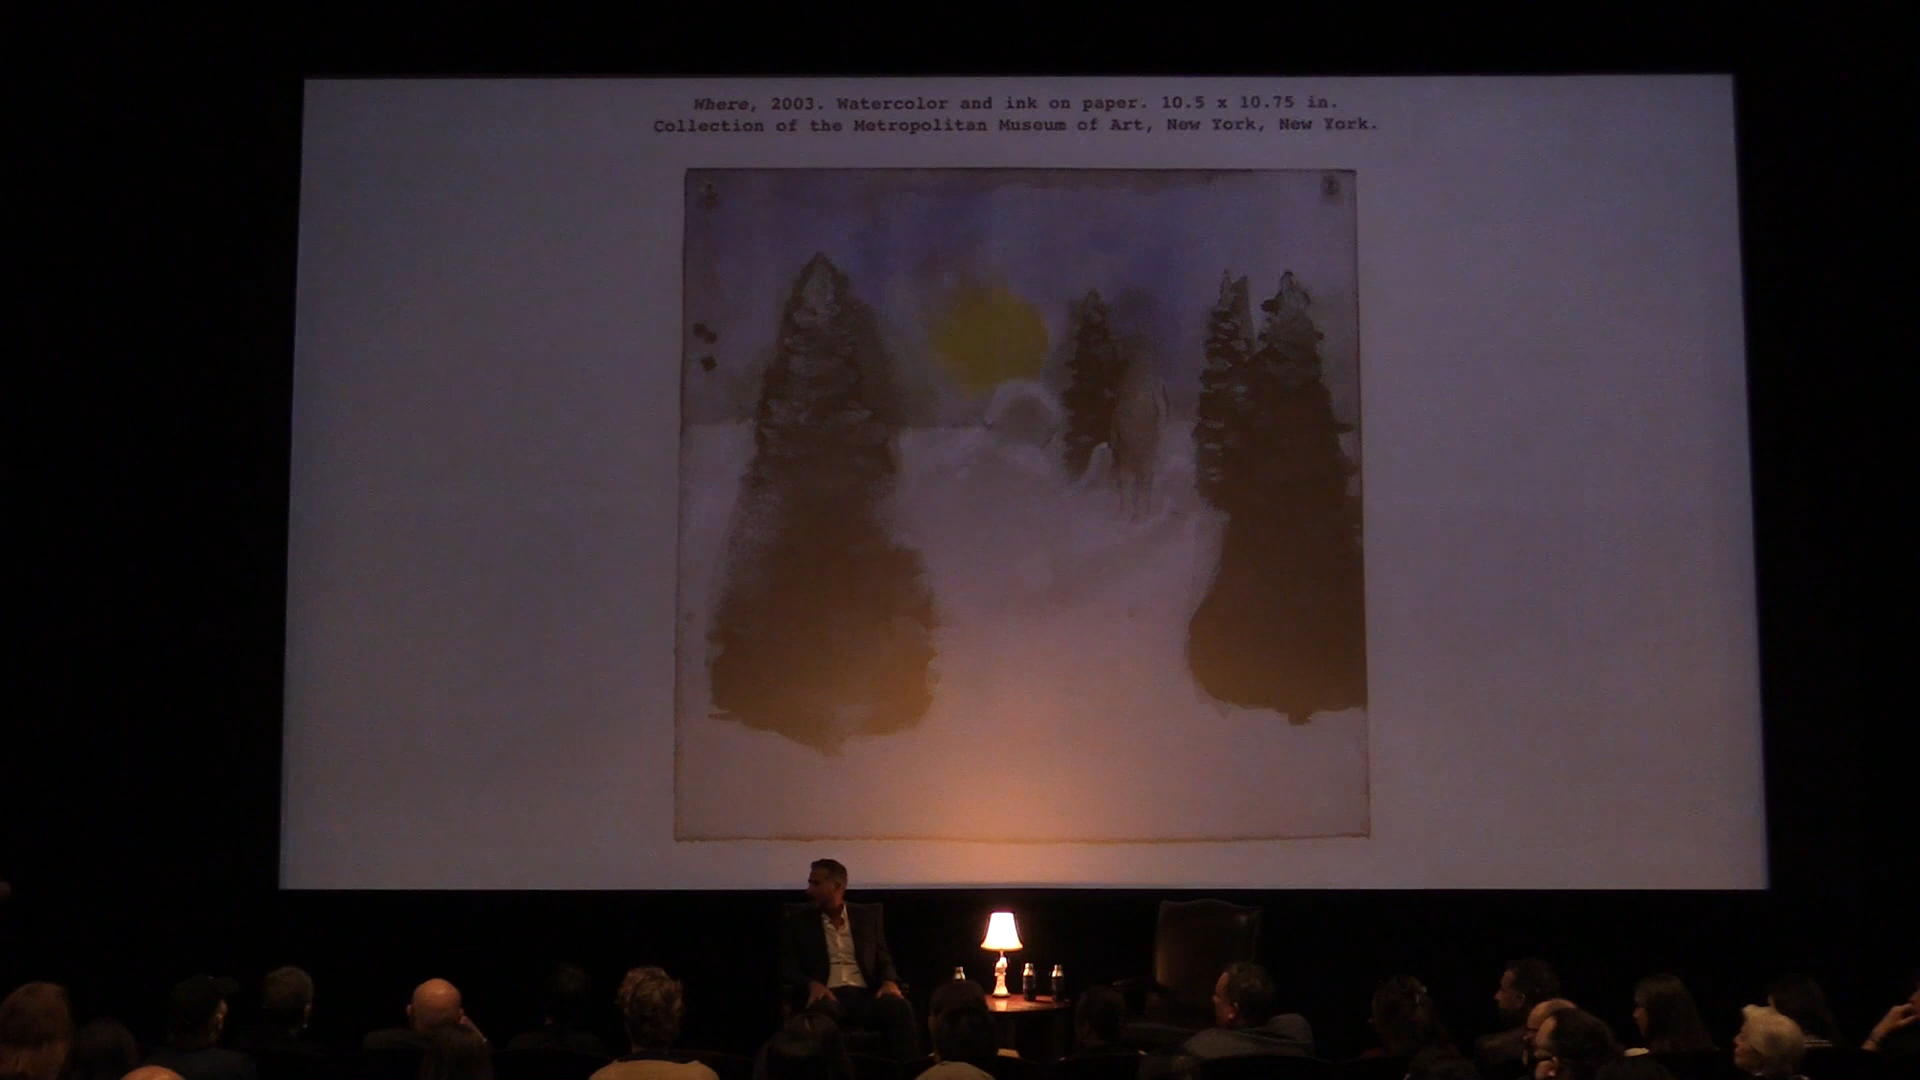 Where, 2003. Watercolor and ink on paper. 10.5 x 10.75 in.
Collection of the Metropolitan Museum of Art, New York, New York.